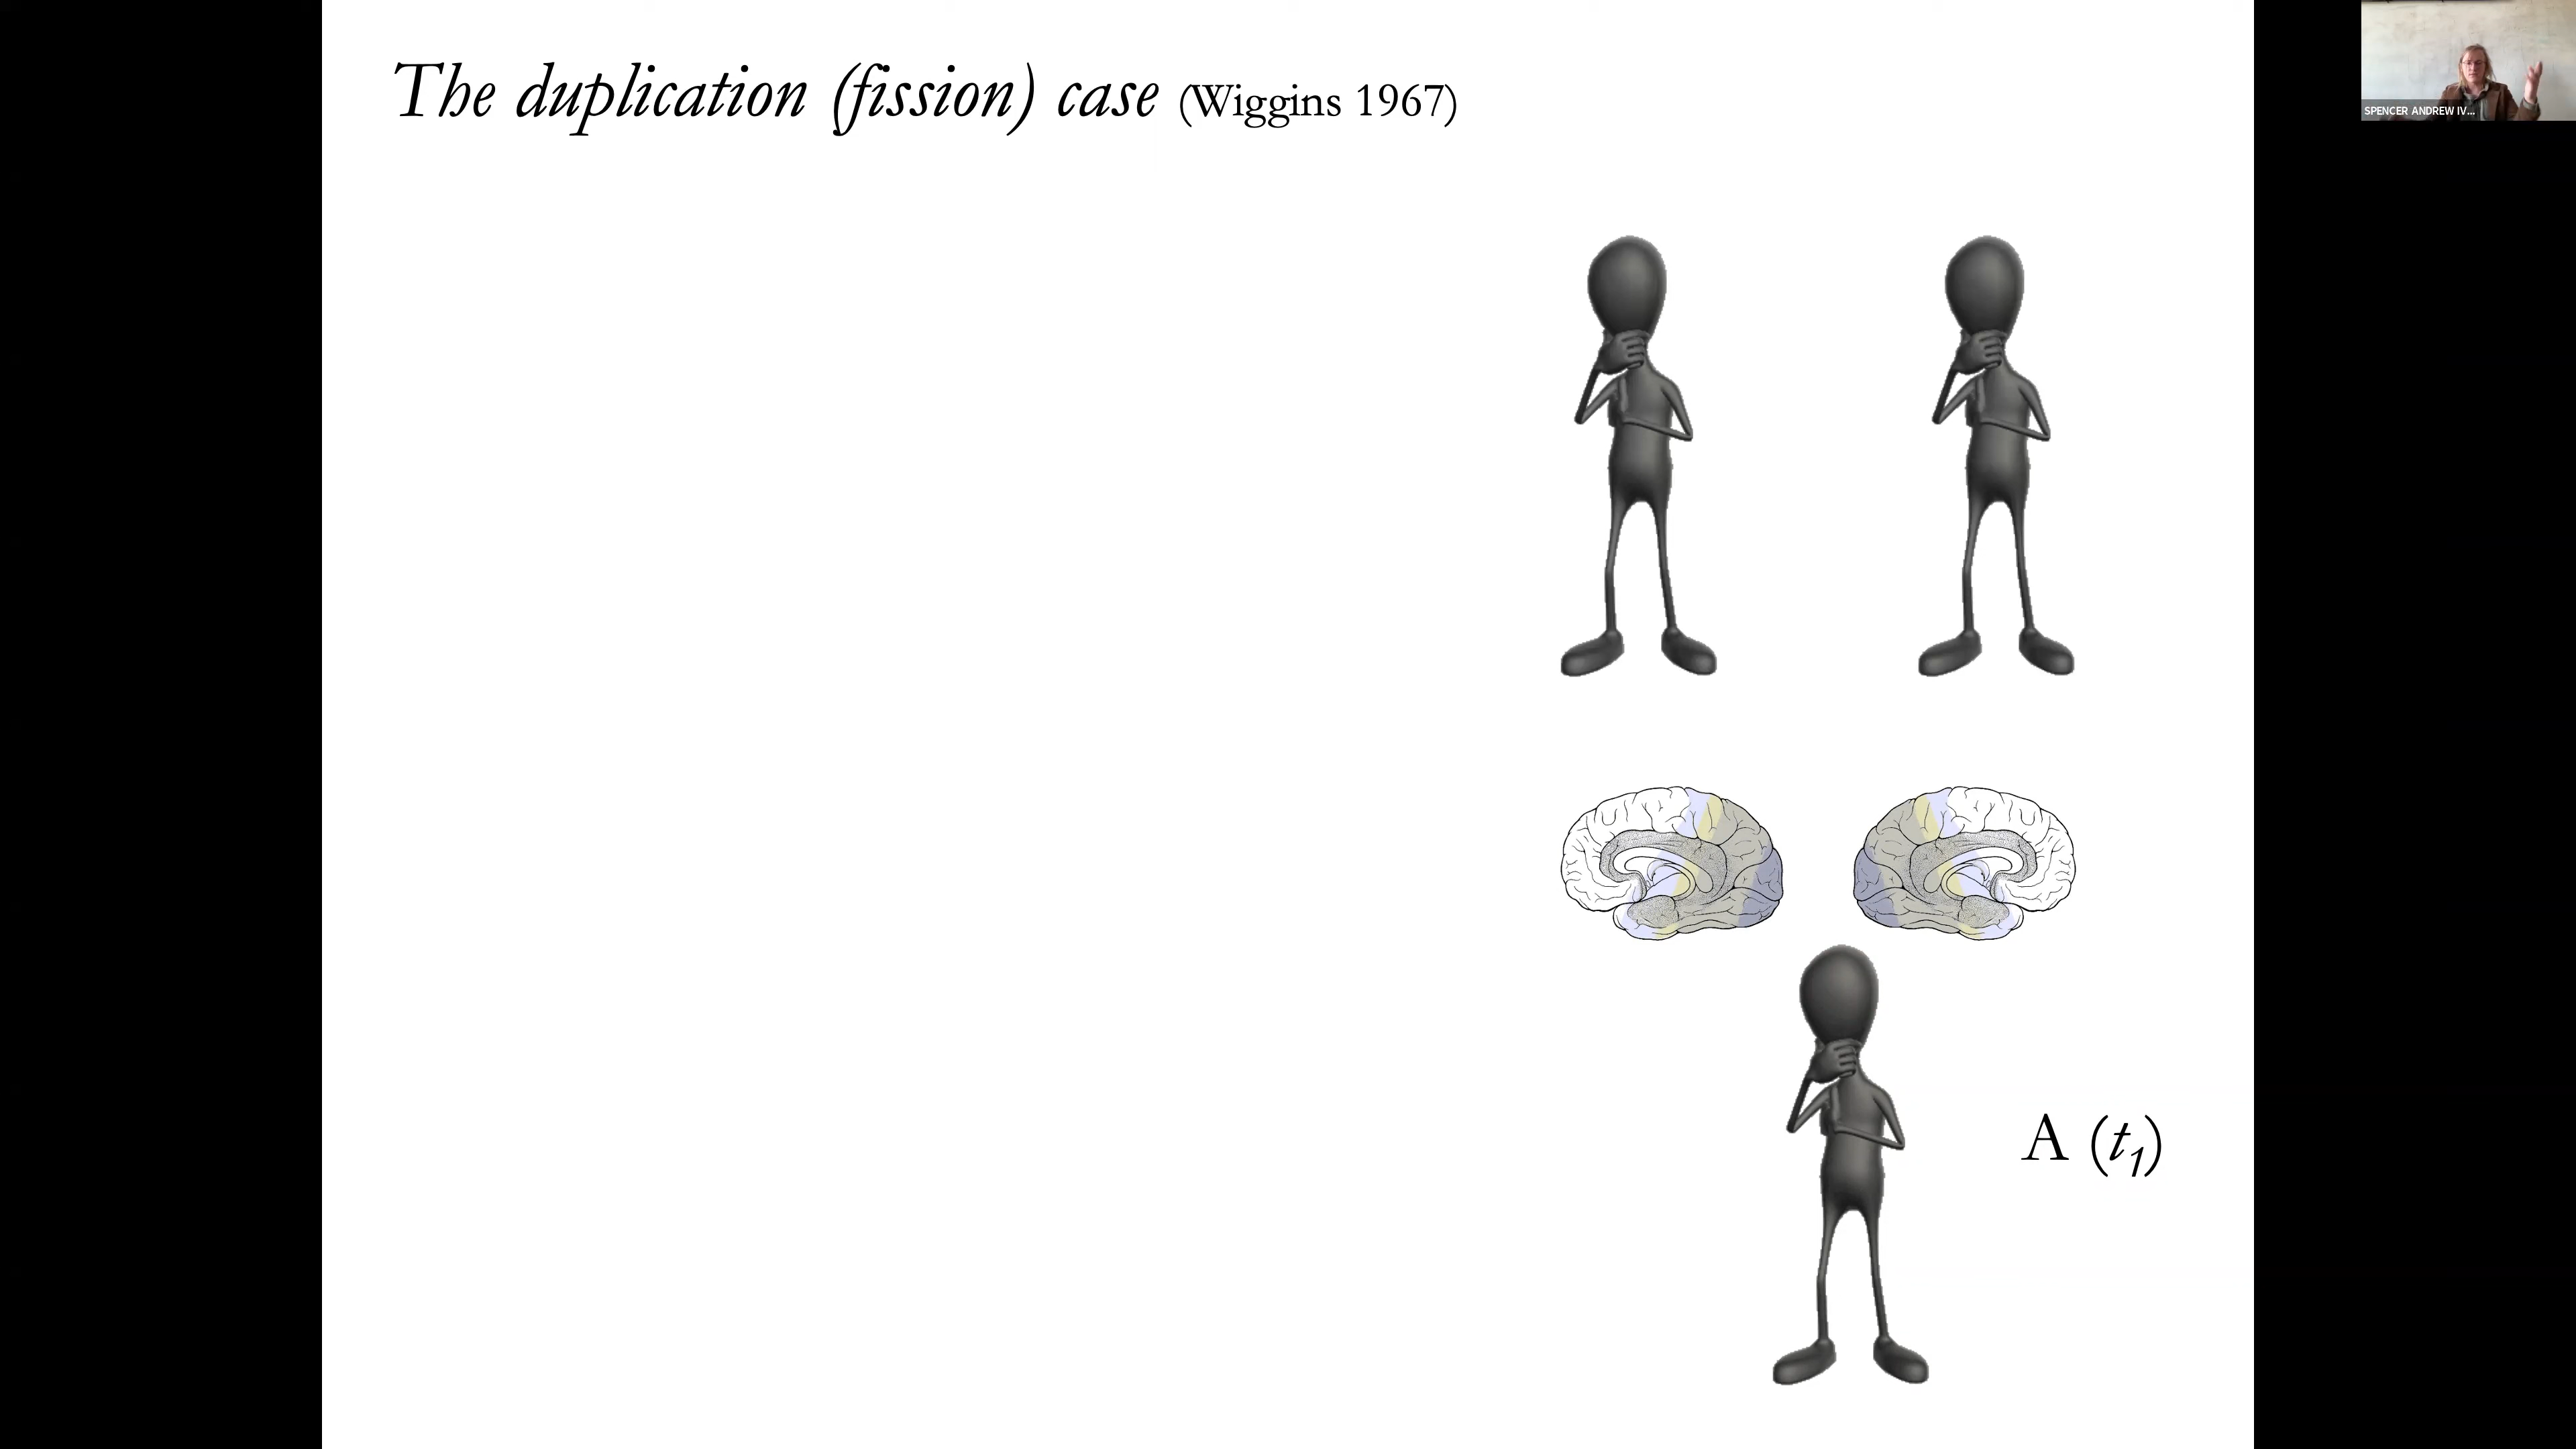 The duplication (fission) case (Wiggins 1967)
SPENCER ANDREW IV...
A (t₁)